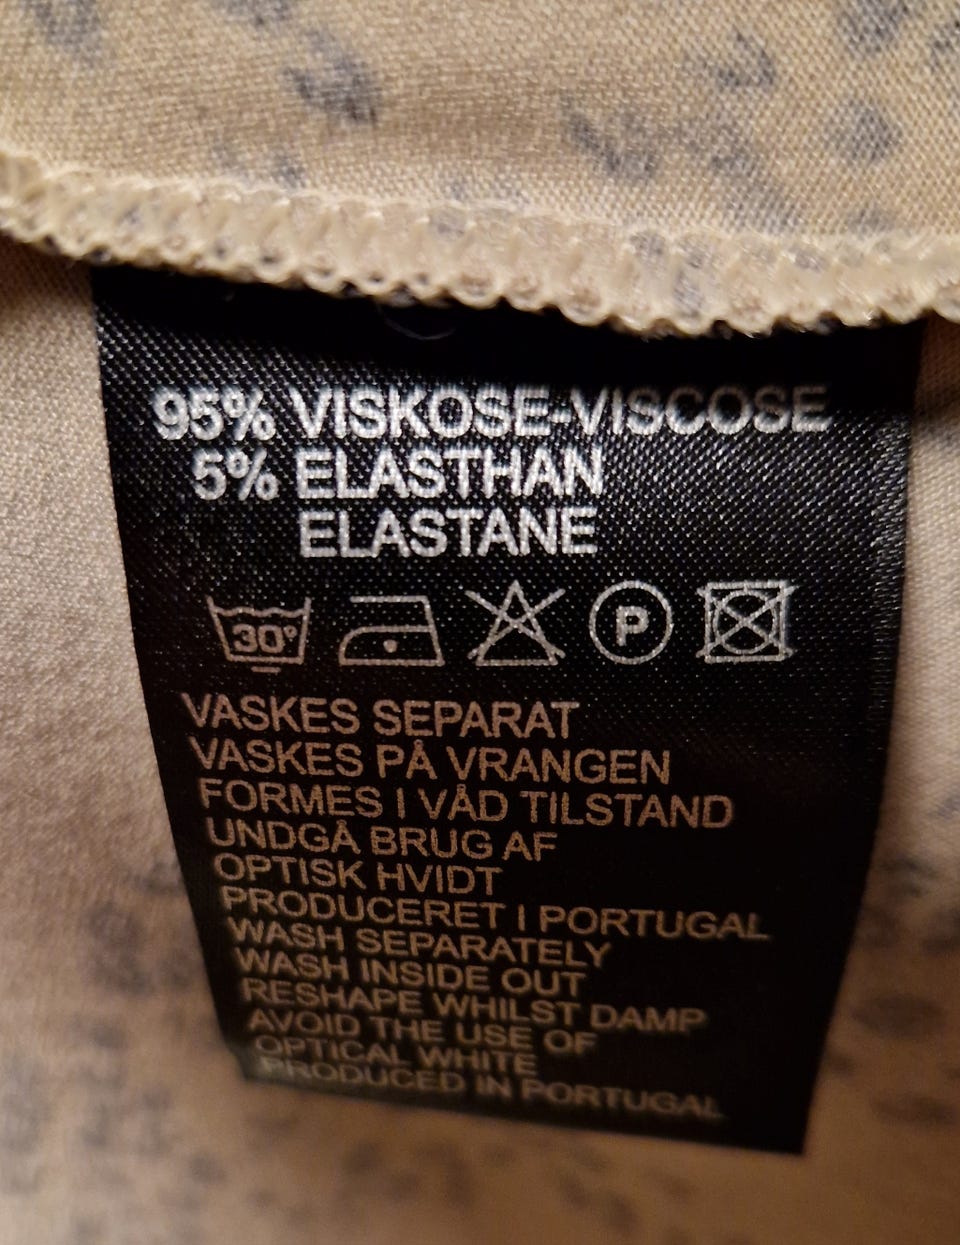 95% VISKOSE-VISCOSE
5% ELASTHAN
ELASTANE
30° P
VASKES SEPARAT
VASKES PÅ VRANGEN
FORMES I VÅD TILSTAND
UNDGÅ BRUG AF
OPTISK HVIDT
PRODUCERET I PORTUGAL
WASH SEPARATELY
WASH INSIDE OUT
RESHAPE WHILST DAMP
AVOID THE USE OF
OPTICAL WHITE
PRODUCED IN PORTUGAL